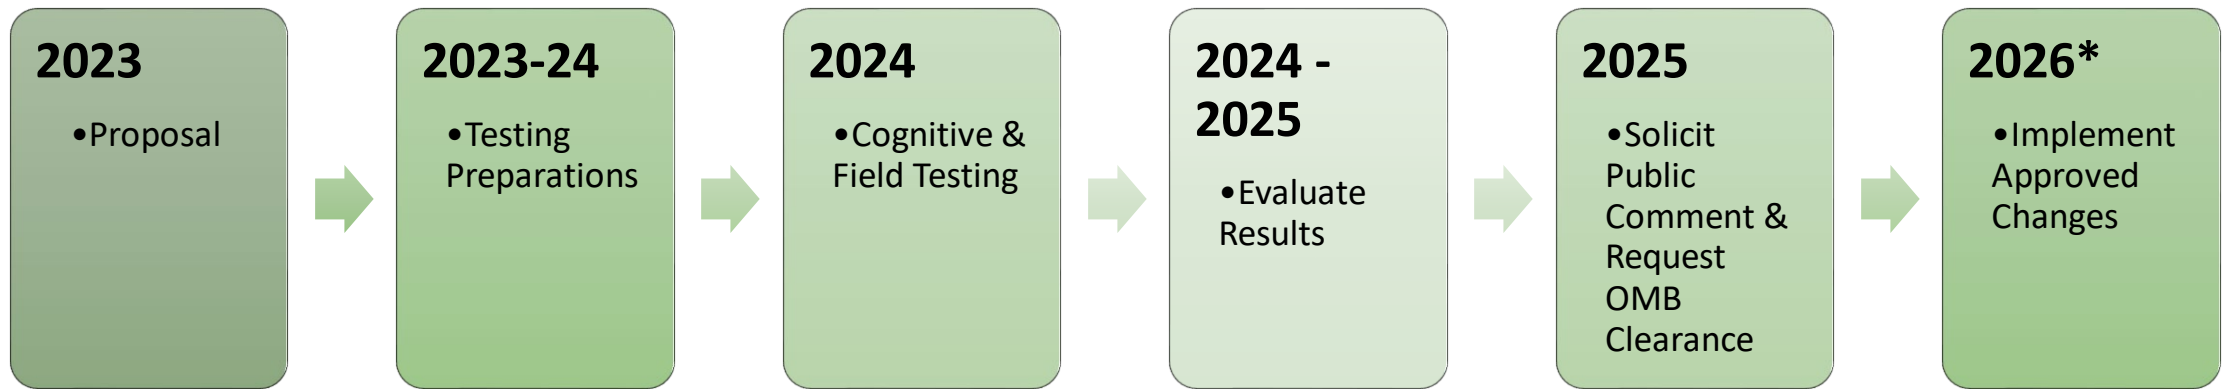 2023
•Proposal
2023-24
•Testing
Preparations
2024
•Cognitive &
Field Testing
2024 -
2025
•Evaluate
Results
2025
•Solicit
Public
Comment &
Request
OMB
Clearance
2026*
•Implement
Approved
Changes